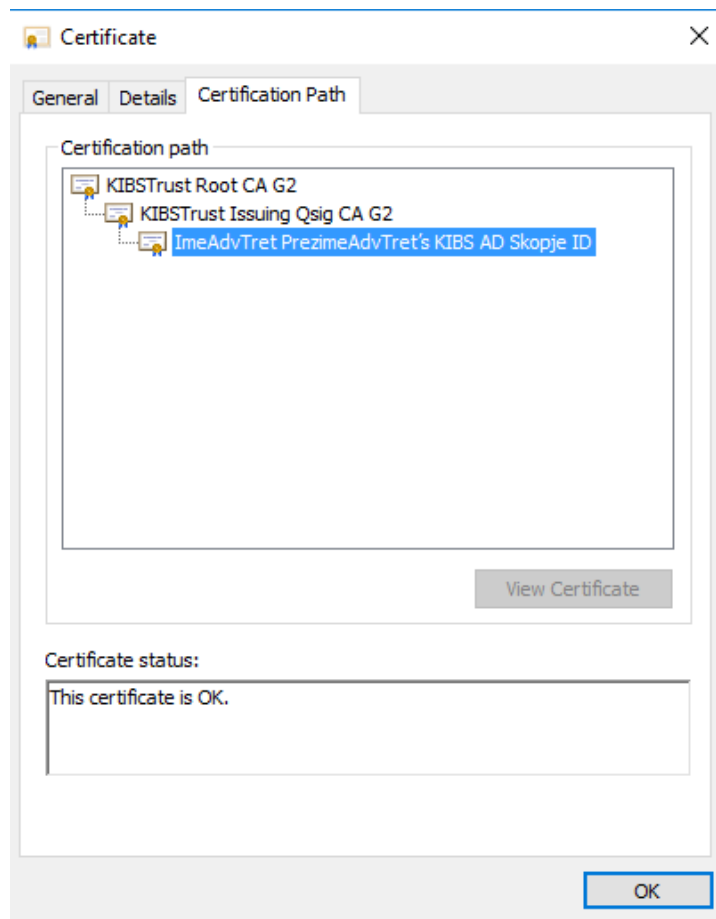 Certificate
General Details Certification Path
Certification path
KIBSTrust Root CA G2
KIBSTrust Issuing Qsig CA G2
ImeAdvTret PrezimeAdvTret’s KIBS AD Skopje ID
View Certificate
Certificate status:
This certificate is OK.
OK